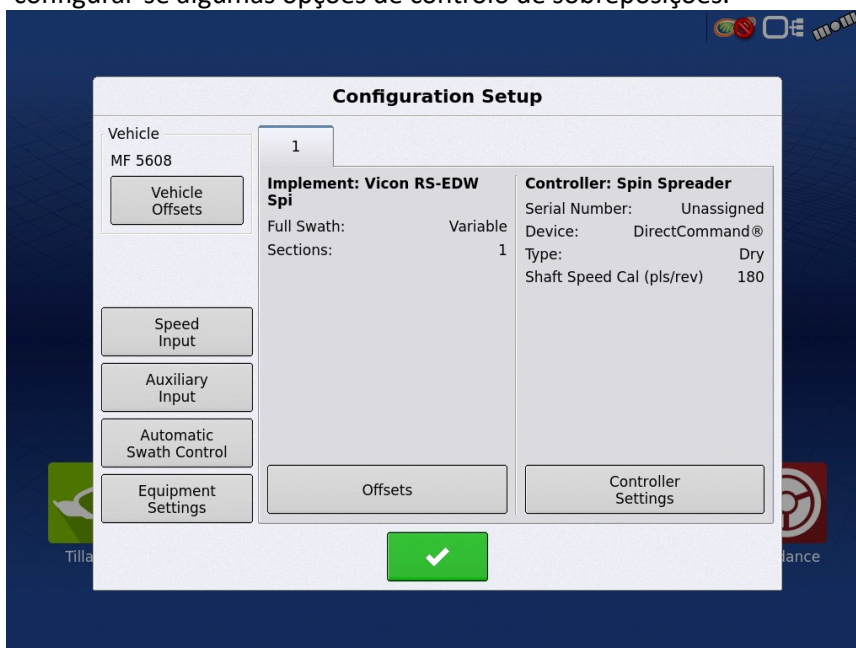 configurar-se algumas opções de controlo de sobreposições.
Configuration Setup
Vehicle
MF 5608
Vehicle
Offsets
Speed
Input
Auxiliary
Input
Automatic
Swath Control
Equipment
Settings
1
Implement: Vicon RS-EDW
Spi
Full Swath: Variable
Sections: 1
Offsets
Controller: Spin Spreader
Serial Number: Unassigned
Device: DirectCommand®
Type: Dry
Shaft Speed Cal (pls/rev) 180
Controller
Settings
Tilla
dance